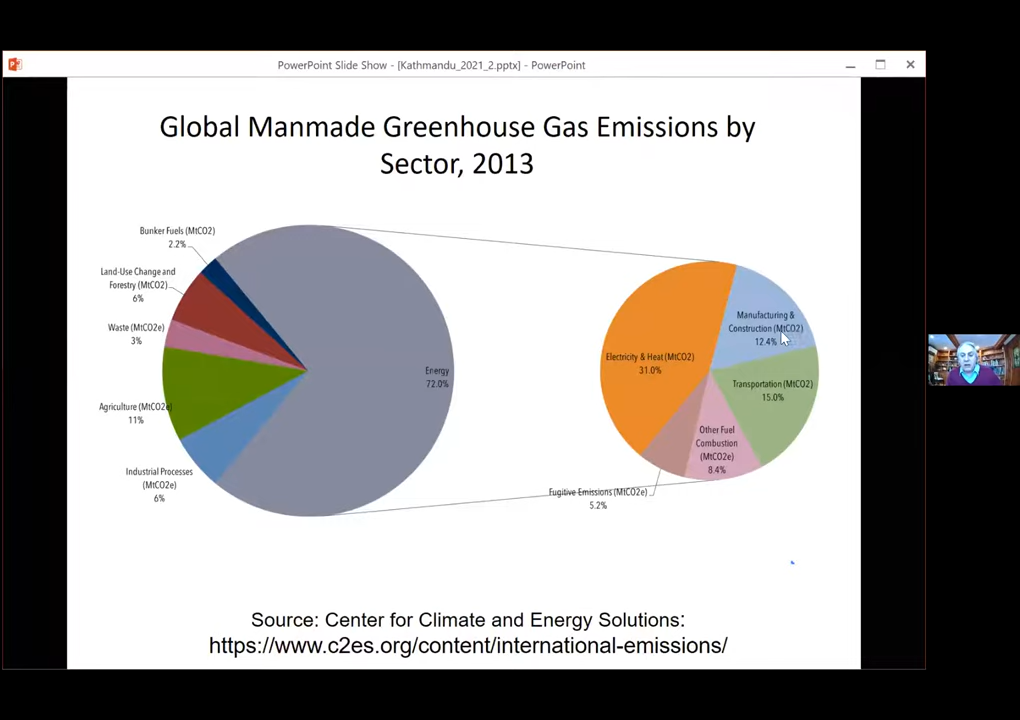 PowerPoint Slide Show - [Kathmandu_2021_2.pptx] - PowerPoint
Global Manmade Greenhouse Gas Emissions by
Sector, 2013
Bunker Fuels (MtCO2)
2.2%
Land-Use Change and
Forestry (MtCO2)
6%
Waste (MtCO2e)
3%
Agriculture (MtCO2e)
11%
Industrial Processes
(MtCO2e)
6%
Energy
72.0%
Electricity & Heat (MtCO2)
31.0%
Manufacturing &
Construction (MtCO2)
12.4%
Transportation (MtCO2)
15.0%
Other Fuel
Combustion
(MtCO2e)
8.4%
Fugitive Emissions (MtCO2e)
5.2%
Source: Center for Climate and Energy Solutions:
https://www.c2es.org/content/international-emissions/